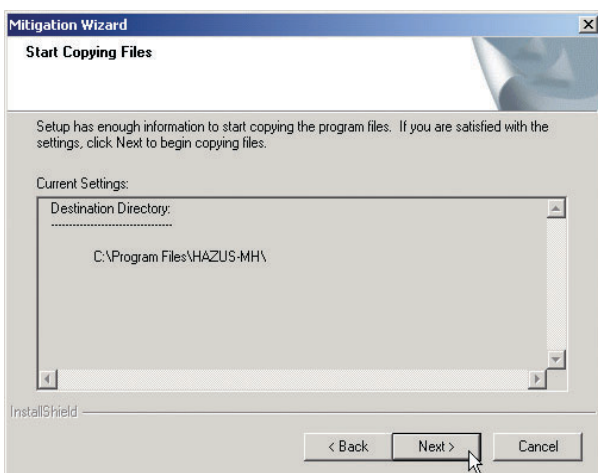 Mitigation Wizard
Start Copying Files
Setup has enough information to start copying the program files. If you are satisfied with the
settings, click Next to begin copying files.
Current Settings:
Destination Directory:
--------------------------------
C:\Program Files\HAZUS-MH\
InstallShield
< Back Next > Cancel